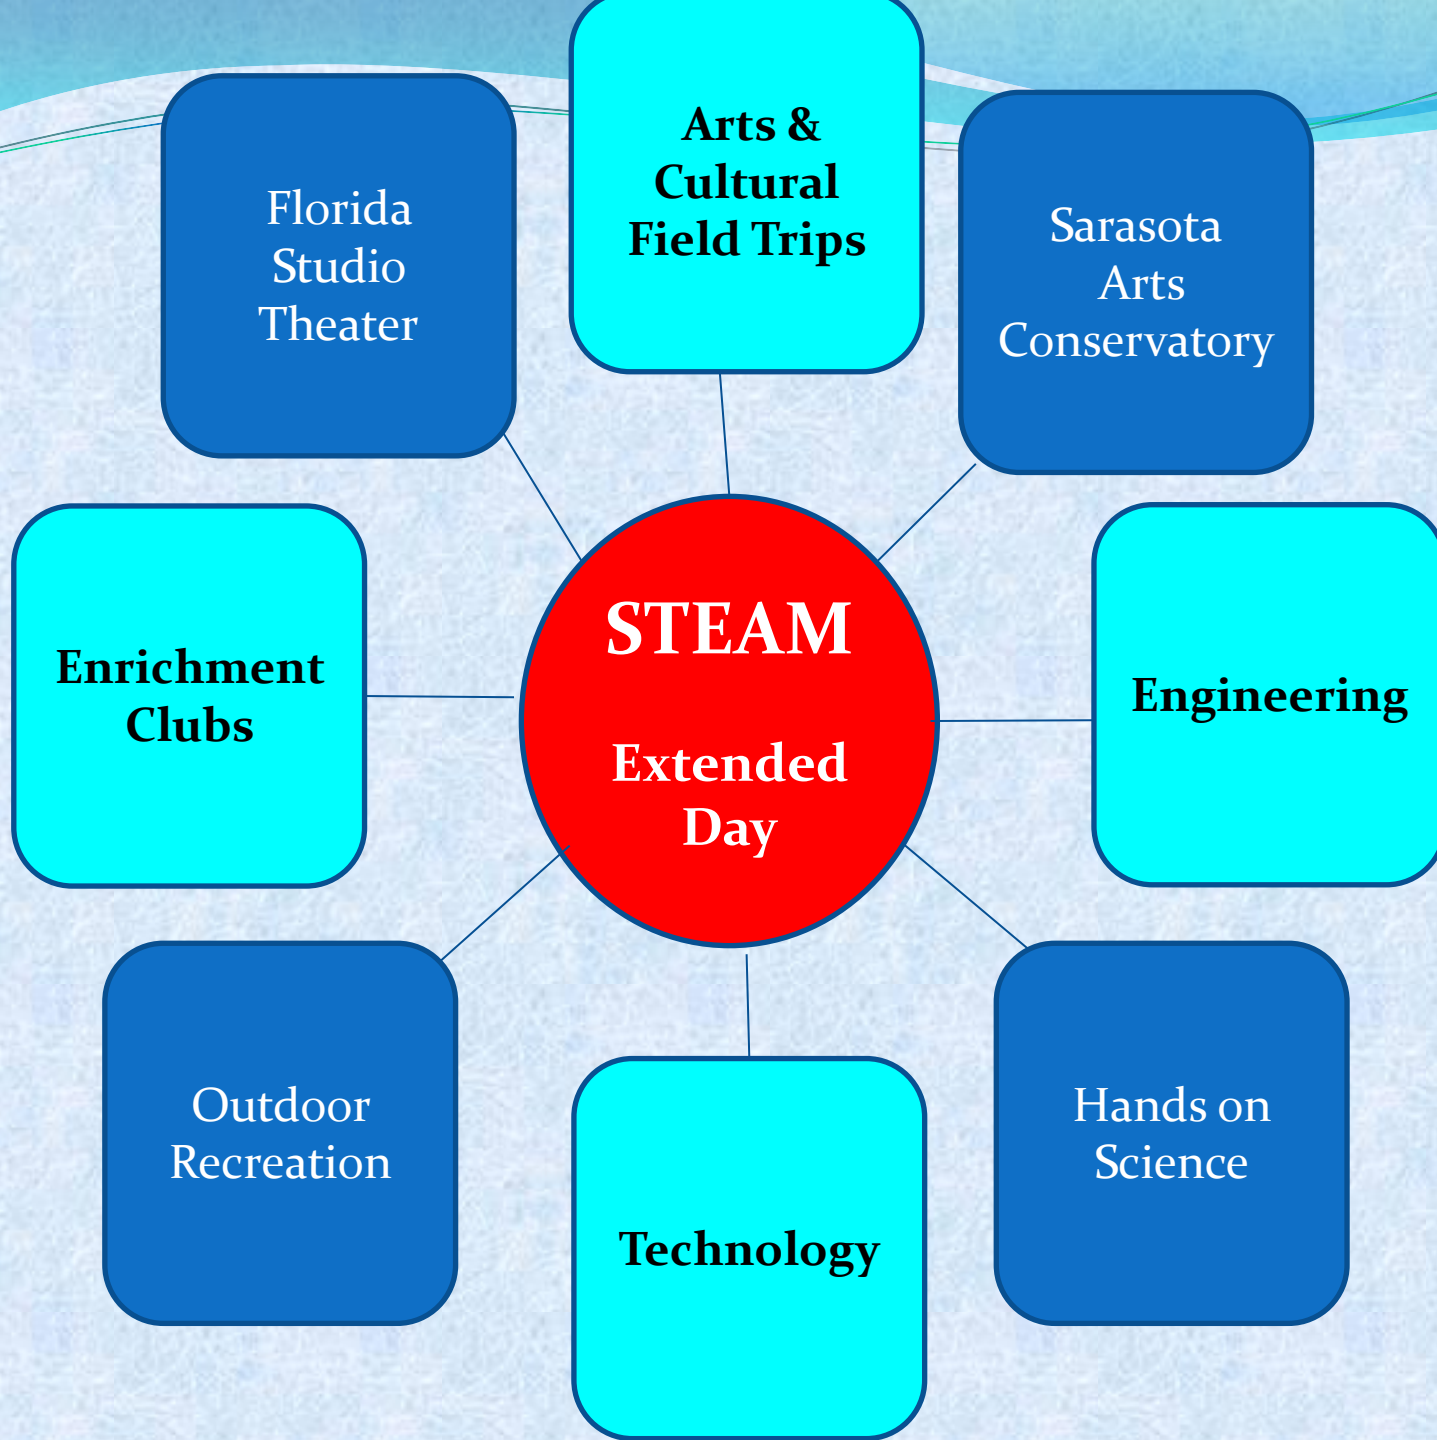 Arts &
Cultural
Field Trips
Florida
Studio
Theater
Sarasota
Arts
Conservatory
STEAM
Extended
Day
Enrichment
Clubs
Engineering
Outdoor
Recreation
Hands on
Science
Technology